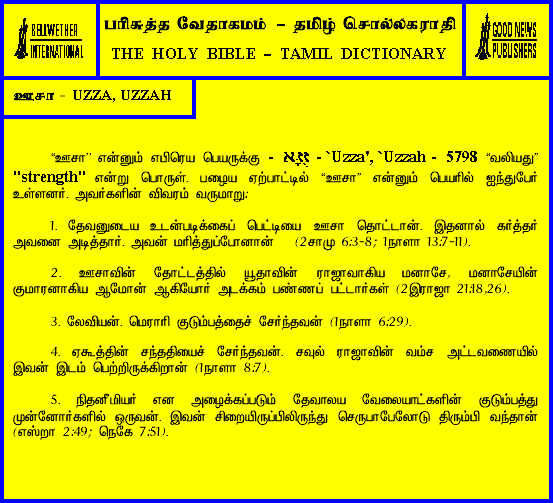 BELLWETHER
INTERNATIONAL
பரிசுத்த வேதாகமம் - தமிழ் சொல்லகராதி
THE HOLY BIBLE - TAMIL DICTIONARY
GOOD NEWS
PUBLISHERS
ஊசா - UZZA, UZZAH
“ஊசா” என்னும் எபிரெய பெயருக்கு - עֻזָּא - `Uzza', `Uzzah - 5798 “வலியது”
"strength" என்று பொருள். பழைய ஏற்பாட்டில் “ஊசா” என்னும் பெயரில் ஐந்துபேர்
உள்ளனர். அவர்களின் விவரம் வருமாறு:
1. தேவனுடைய உடன்படிக்கைப் பெட்டியை ஊசா தொட்டான். இதனால் கர்த்தர்
அவனை அடித்தார். அவன் மரித்துப்போனான் (2சாமு 6:3-8; 1நாளா 13:7-11).
2. ஊசாவின் தோட்டத்தில் யூதாவின் ராஜாவாகிய மனாசே, மனாசேயின்
குமாரனாகிய ஆமோன் ஆகியோர் அடக்கம் பண்ணப் பட்டார்கள் (2இராஜா 21:18,26).
3. லேவியன். மெராரி குடும்பத்தைச் சேர்ந்தவன் (1நாளா 6:29).
4. ஏகூத்தின் சந்ததியைச் சேர்ந்தவன். சவுல் ராஜாவின் வம்ச அட்டவணையில்
இவன் இடம் பெற்றிருக்கிறான் (1நாளா 8:7).
5. நிதனீமியர் என அழைக்கப்படும் தேவாலய வேலையாட்களின் குடும்பத்து
முன்னோர்களில் ஒருவன். இவன் சிறையிருப்பிலிருந்து செருபாபேலோடு திரும்பி வந்தான்
(எஸ்றா 2:49; நெகே 7:51).